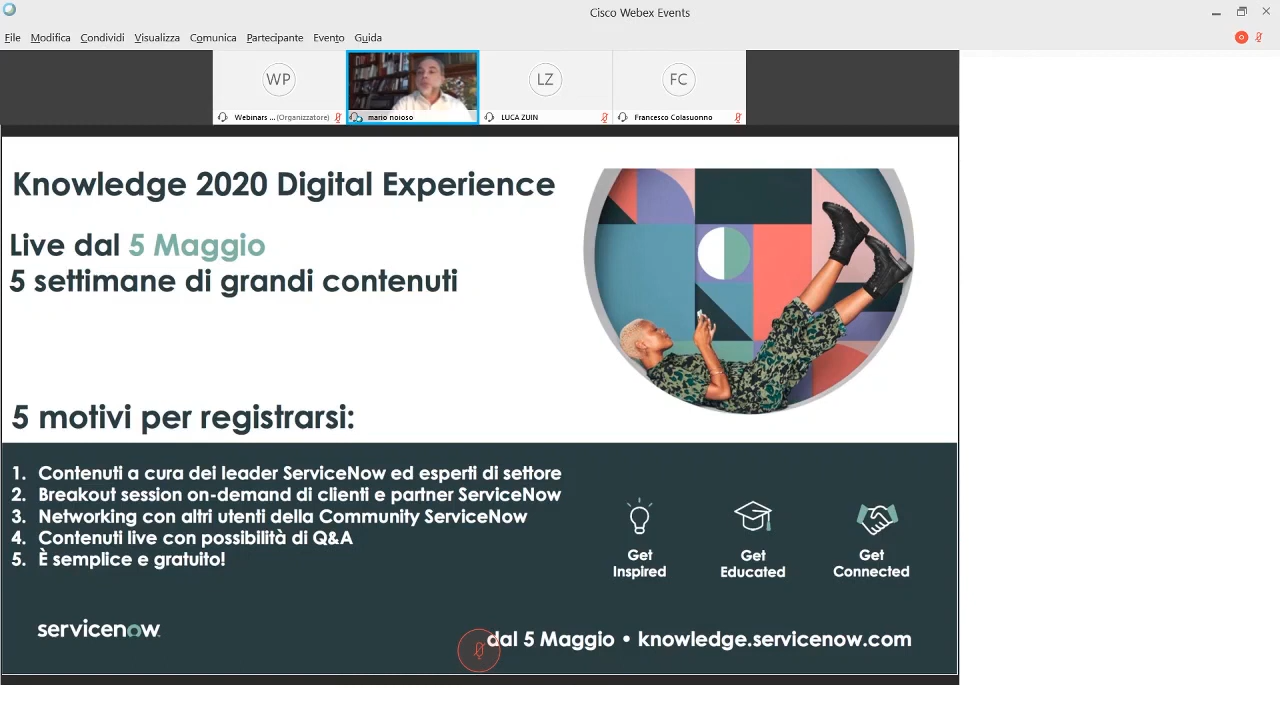 Cisco Webex Events
File Modifica Condividi Visualizza Comunica Partecipante Evento Guida
WP
LZ
FC
Webinars ... (Organizzatore)
mario noioso
LUCA ZUIN
Francesco Colasuonno
Knowledge 2020 Digital Experience
Live dal 5 Maggio
5 settimane di grandi contenuti
5 motivi per registrarsi:
1. Contenuti a cura dei leader ServiceNow ed esperti di settore
2. Breakout session on-demand di clienti e partner ServiceNow
3. Networking con altri utenti della Community ServiceNow
4. Contenuti live con possibilità di Q&A
5. È semplice e gratuito!
Get
Inspired
Get
Educated
Get
Connected
servicenow
dal 5 Maggio • knowledge.servicenow.com